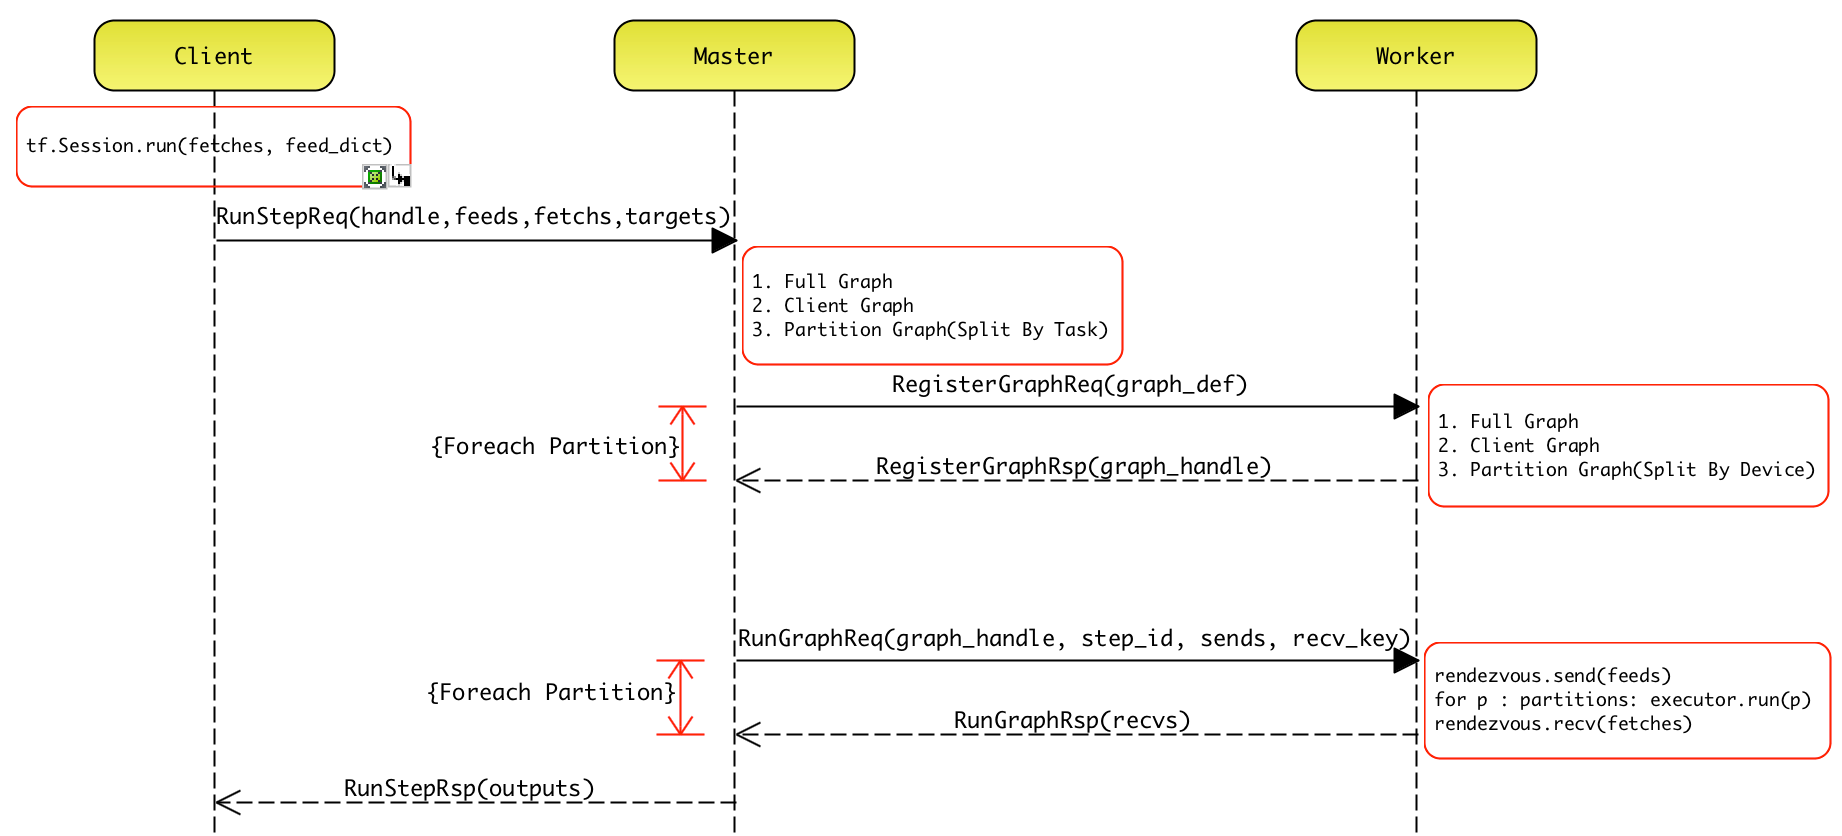 Client
Master
Worker
tf.Session.run(fetches, feed_dict)
RunStepReq(handle,feeds,fetchs,targets)
1. Full Graph
2. Client Graph
3. Partition Graph(Split By Task)
RegisterGraphReq(graph_def)
1. Full Graph
2. Client Graph
3. Partition Graph(Split By Device)
{Foreach Partition}
RegisterGraphRsp(graph_handle)
RunGraphReq(graph_handle, step_id, sends, recv_key)
rendezvous.send(feeds)
for p : partitions: executor.run(p)
rendezvous.recv(fetches)
{Foreach Partition}
RunGraphRsp(recvs)
RunStepRsp(outputs)